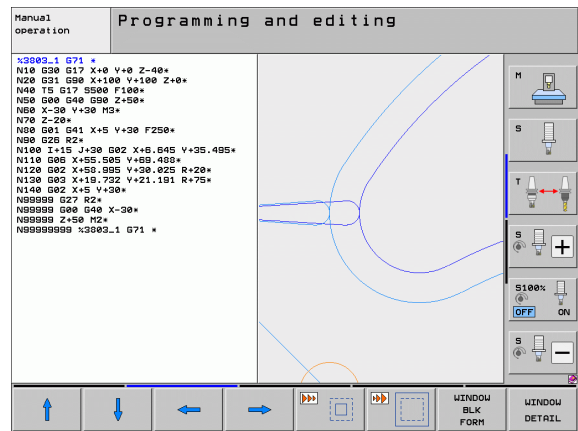 Manual
operation
Programming and editing
%3803_1 G71 *
N10 G30 G17 X+0 Y+0 Z-40*
N20 G31 G90 X+100 Y+100 Z+0*
N40 T5 G17 S500 F100*
N50 G00 G40 G90 Z+50*
N60 X-30 Y+30 M3*
N70 Z-20*
N80 G01 G41 X+5 Y+30 F250*
N90 G26 R2*
N100 I+15 J+30 G02 X+6.645 Y+35.495*
N110 G06 X+55.505 Y+69.488*
N120 G02 X+58.995 Y+30.025 R+20*
N130 G03 X+19.732 Y+21.191 R+75*
N140 G02 X+5 Y+30*
N99999 G27 R2*
N99999 G00 G40 X-30*
N99999 Z+50 M2*
N99999999 %3803_1 G71 *
M
S
T
S
+
S100%
OFF ON
S
−
WINDOW
BLK
FORM
WINDOW
DETAIL